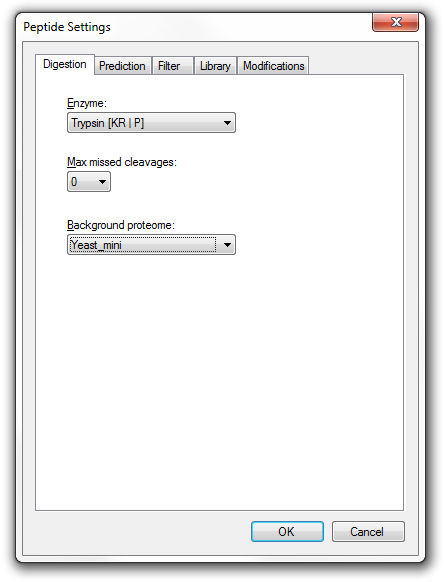 Peptide Settings
Digestion Prediction Filter Library Modifications
Enzyme:
Trypsin [KR | P]
Max missed cleavages:
0
Background proteome:
Yeast_mini
OK Cancel